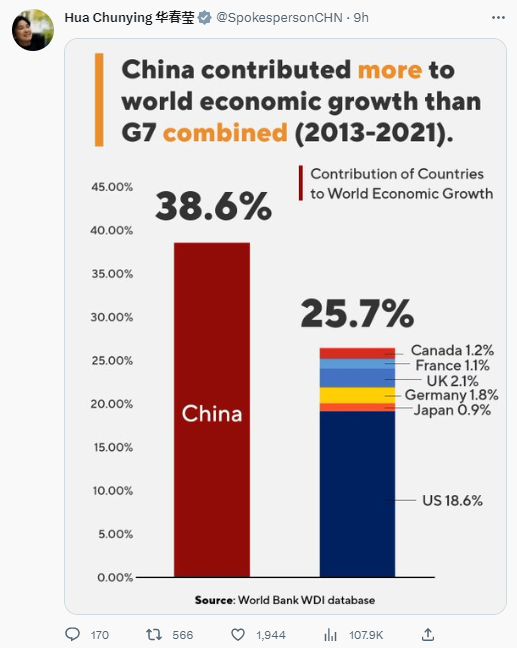 Hua Chunying 华春莹 @SpokespersonCHN · 9h
China contributed more to
world economic growth than
G7 combined (2013-2021).
Contribution of Countries
to World Economic Growth
45.00%
38.6%
40.00%
35.00%
30.00%
25.7%
25.00%
Canada 1.2%
France 1.1%
UK 2.1%
Germany 1.8%
20.00%
Japan 0.9%
China
15.00%
10.00%
US 18.6%
5.00%
0.00%
Source: World Bank WDI database
170 566 1,944 107.9K